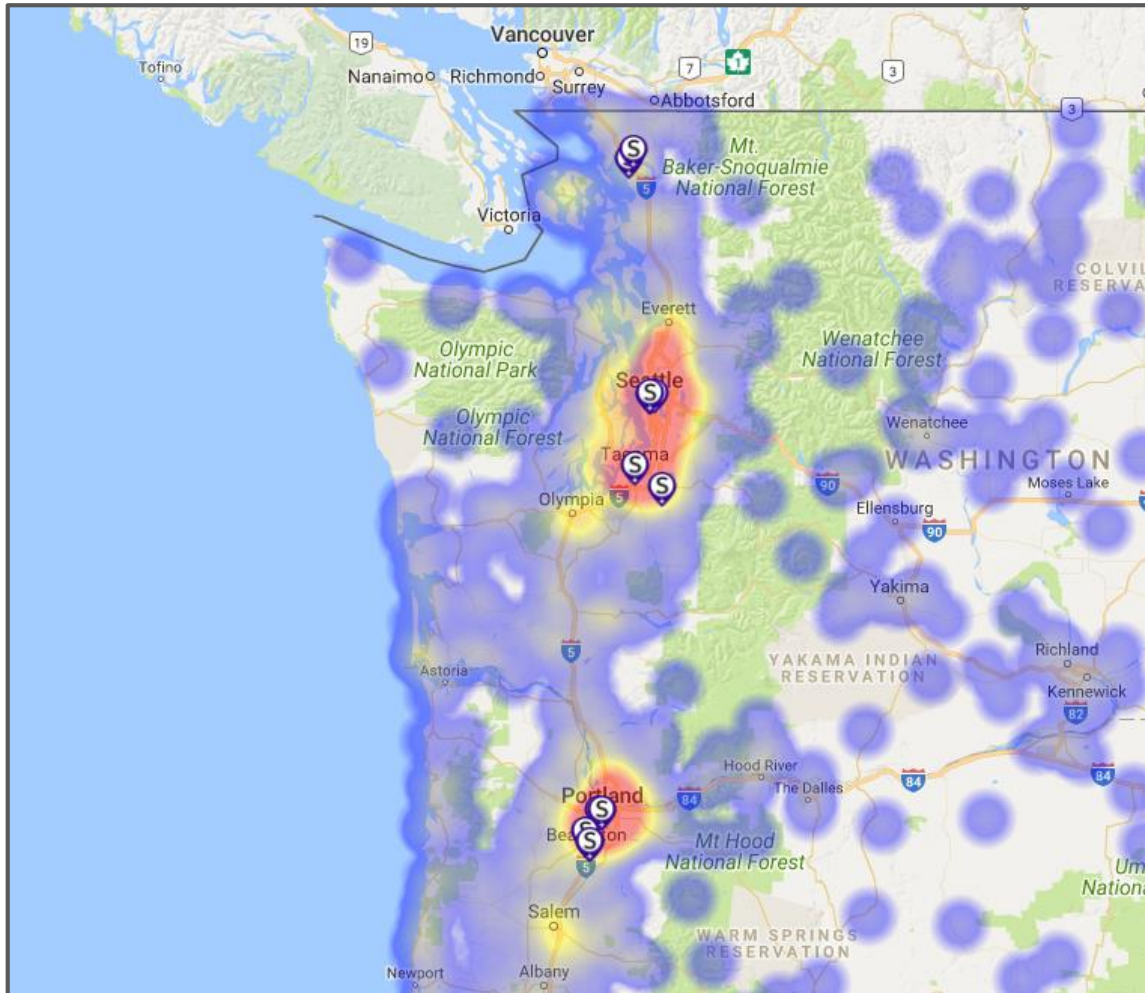 Vancouver
19
Tofino
Nanaimo
Richmond
Surrey
7
1
3
Abbotsford
3
Mt.
Baker-Snoqualmie
National Forest
S
5
Victoria
COLVIL
RESERVA
Everett
Olympic
National Park
Wenatchee
National Forest
Seattle
S
Olympic
National Forest
Wenatchee
Tacoma
S
WASHINGTON
S
5
90
Moses Lake
Olympia
Ellensburg
90
Yakima
5
Richland
YAKAMA INDIAN
RESERVATION
Astoria
Kennewick
82
Hood River
84
84
Portland
84
The Dalles
S
S
Mt Hood
National Forest
S
5
Um
Nationa
Salem
WARM SPRINGS
RESERVATION
Newport
Albany